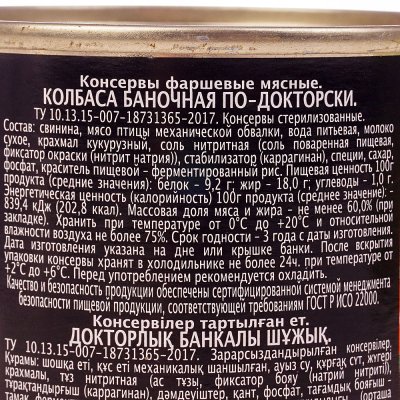 Консервы фаршевые мясные.
КОЛБАСА БАНОЧНАЯ ПО-ДОКТОРСКИ.
ТУ 10.13.15-007-18731365-2017. Консервы стерилизованные.
Состав: свинина, мясо птицы механической обвалки, вода питьевая, молоко
сухое, крахмал кукурузный, соль нитритная (соль поваренная пищевая,
фиксатор окраски (нитрит натрия)), стабилизатор (каррагинан), специи, сахар,
фосфат, краситель пищевой - ферментированный рис. Пищевая ценность 100г
продукта (средние значения): белок - 9,2 г; жир - 18,0 г; углеводы - 1,0 г.
Энергетическая ценность (калорийность) 100г продукта (средние значение): -
839,4 кДж (202,8 ккал). Массовая доля мяса и жира - не менее 60,0% (при
закладке). Хранить при температуре от 0°С до +20°С и относительной
влажности воздуха не более 75%. Срок годности - 3 года с даты изготовления.
Дата изготовления указана на дне или крышке банки. После вскрытия
упаковки консервы хранят в холодильнике не более 24ч. при температуре от
+2°С до +6°С. Перед употреблением рекомендуется охладить.
Качество и безопасность продукции обеспечены сертифицированной системой менеджмента
безопасности пищевой продукции, соответствующей требованиям ГОСТ Р ИСО 22000.
Консервілер тартылған ет.
ДОКТОРЛЫҚ БАНКАЛЫ ШҰЖЫҚ.
ТУ 10.13.15-007-18731365-2017. Зарарсыздандырылған консервілер.
Құрамы: шошқа еті, құс еті механикалық шаншылған, ауыз су, құрғақ сүт, жүгері
крахмалы, тұз нитритная (ас тұзы, фиксатор бояу (натрий нитриті)),
тұрақтандырғыш (каррагинан), дәмдеуіштер, қант, фосфат, тағамдық бояғыш -